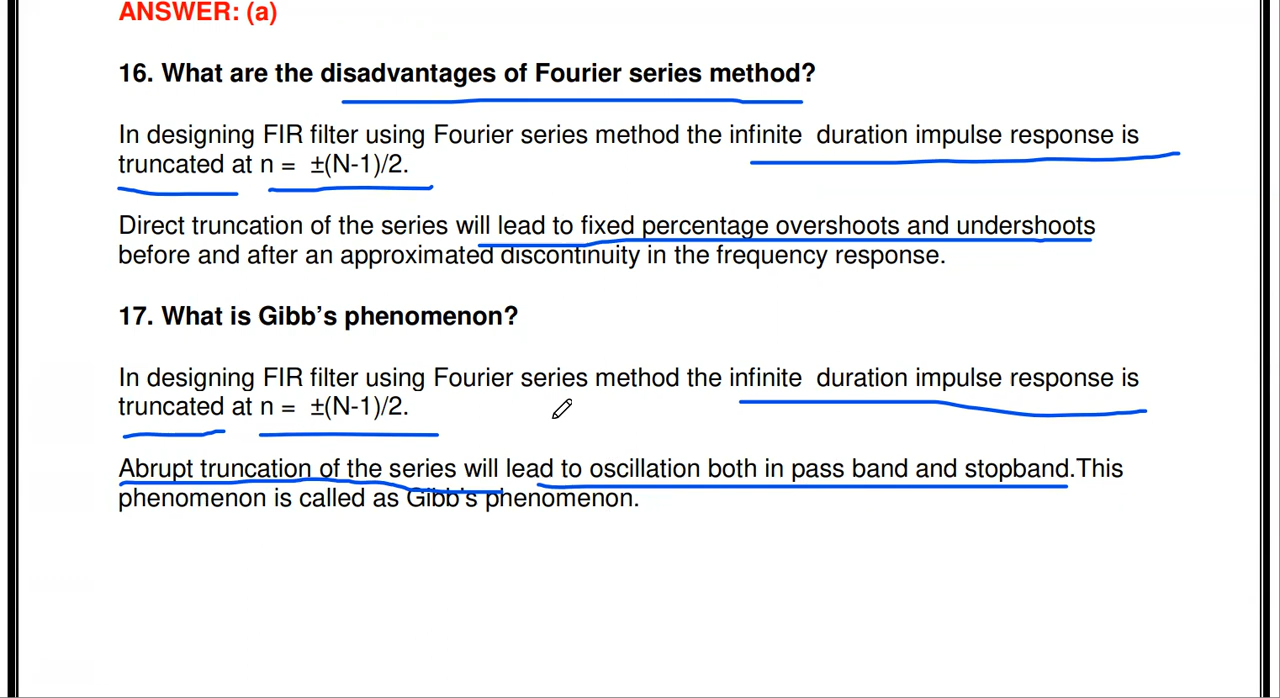 ANSWER: (a)
16. What are the disadvantages of Fourier series method?
In designing FIR filter using Fourier series method the infinite  duration impulse response is
truncated at n =  ±(N-1)/2.
Direct truncation of the series will lead to fixed percentage overshoots and undershoots
before and after an approximated discontinuity in the frequency response.
17. What is Gibb’s phenomenon?
In designing FIR filter using Fourier series method the infinite  duration impulse response is
truncated at n =  ±(N-1)/2.
Abrupt truncation of the series will lead to oscillation both in pass band and stopband.This
phenomenon is called as Gibb’s phenomenon.